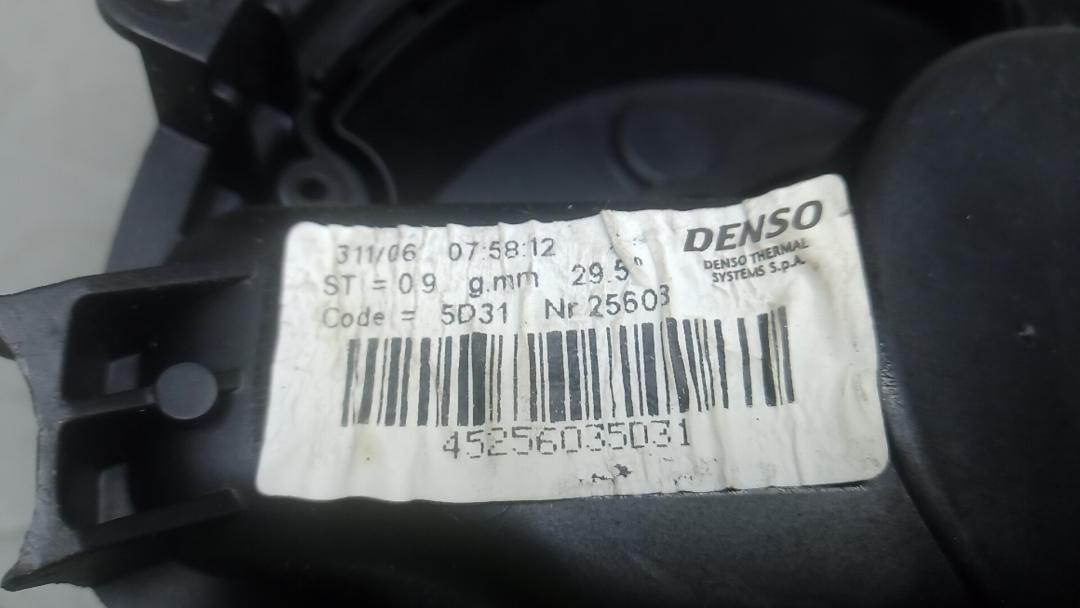 311/06 07:58:12
ST = 0.9 g.mm 29.5°
Code = 5D31 Nr 25603
DENSO
DENSO THERMAL
SYSTEMS S.p.A.
45256035D31